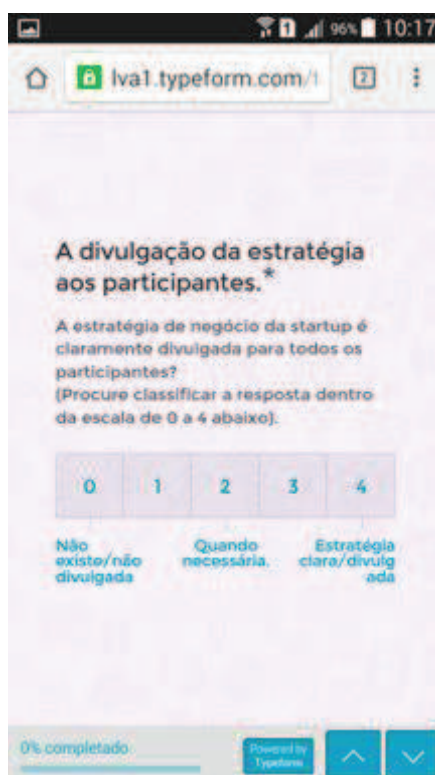 1 96% 10:17
lva1.typeform.com/t 2
A divulgação da estratégia
aos participantes.*
A estratégia de negócio da startup é
claramente divulgada para todos os
participantes?
(Procure classificar a resposta dentro
da escala de 0 a 4 abaixo).
0 1 2 3 4
Não
existe/não
divulgada
Quando
necessária.
Estratégia
clara/divulg
ada
0% completado
Powered by
Typeform